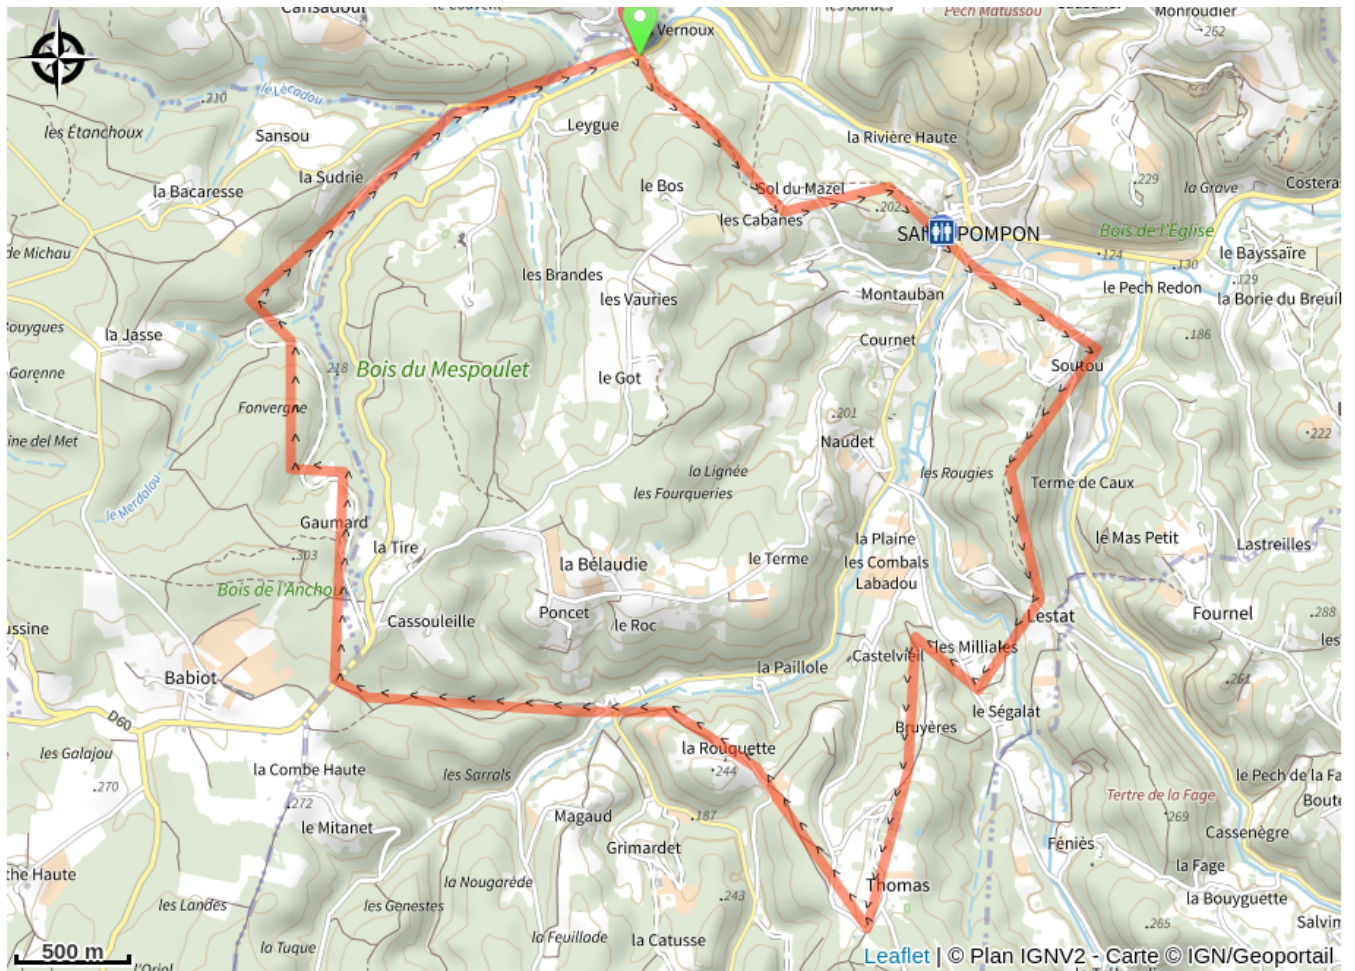 Vernoux
Monroudier
.262
le Lécadou
.210
les Étanchoux
Sansou
Leygue
la Rivière Haute
la Sudrie
la Bacaresse
le Bos
Sol du Mazel
.229
la Grave
Costera
.202
les Cabanes
POMPON
Bois de l'Église
de Michau
.124
.130
le Bayssaïre
les Brandes
.129
Montauban
le Pech Redon
la Borie du Breuil
les Vauries
Bouygues
la Jasse
Cournet
.186
218
Bois du Mespoulet
Soutou
Garenne
le Got
Fonvergne
.201
.222
ine del Met
Naudet
la Lignée
les Rougies
Terme de Caux
le Merdalou
les Fourqueries
Gaumard
la Plaine
le Mas Petit
Lastreilles
.303
la Tire
la Bélaudie
le Terme
les Combals
Labadou
Bois de l'Anchou
Poncet
le Roc
Cassouleille
Lestat
Fournel
.288
ussine
les Milliales
Castelvieil
la Paillole
Babiot
.261
D60
le Ségalat
Bruyères
les Galajou
la Rouquette
.244
la Combe Haute
les Sarrals
le Pech de la Fa
.270
.272
Tertre de la Fage
Magaud
.187
.269
le Mitanet
Cassenègre
Grimardet
Féniès
la Fage
the Haute
la Nougarède
Thomas
.243
la Bouyguette
les Landes
les Genestes
.265
Salvin
la Tuque
la Feuillade
la Catusse
500 m
Leaflet | © Plan IGNV2 - Carte © IGN/Geoportail